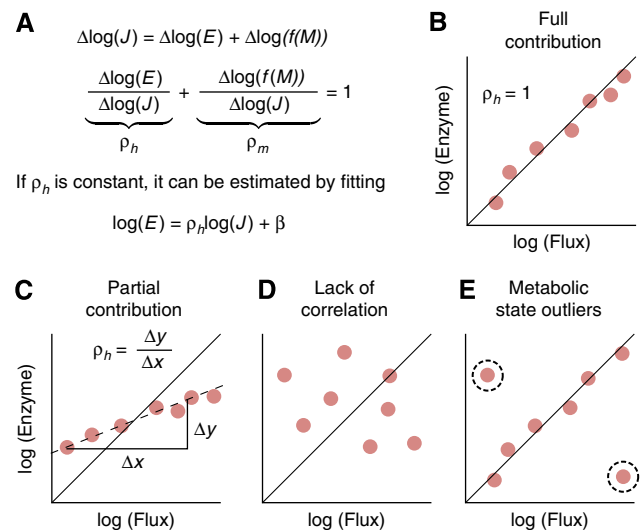 A
Δlog(J) = Δlog(E) + Δlog(f(M))
Δlog(E) / Δlog(J) + Δlog(f(M)) / Δlog(J) = 1
ρh ρm
If ρh is constant, it can be estimated by fitting
log(E) = ρhlog(J) + β
B
Full
contribution
ρh = 1
log (Enzyme)
log (Flux)
C
Partial
contribution
ρh = Δy / Δx
Δy
Δx
log (Enzyme)
log (Flux)
D
Lack of
correlation
log (Flux)
E
Metabolic
state outliers
log (Flux)